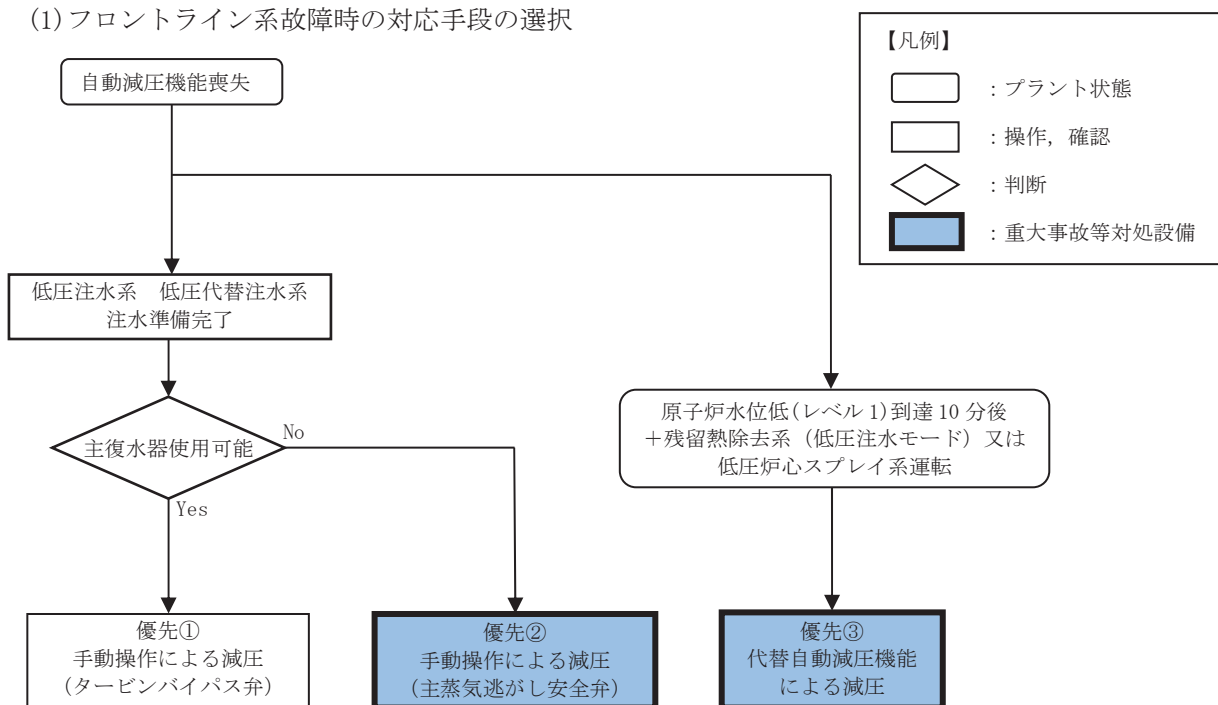 (1)フロントライン系故障時の対応手段の選択
【凡例】
：プラント状態
：操作，確認
：判断
：重大事故等対処設備
自動減圧機能喪失
低圧注水系　低圧代替注水系
注水準備完了
主復水器使用可能
No
Yes
原子炉水位低(レベル 1)到達 10 分後
＋残留熱除去系（低圧注水モード）又は
低圧炉心スプレイ系運転
優先①
手動操作による減圧
(タービンバイパス弁)
優先②
手動操作による減圧
(主蒸気逃がし安全弁)
優先③
代替自動減圧機能
による減圧